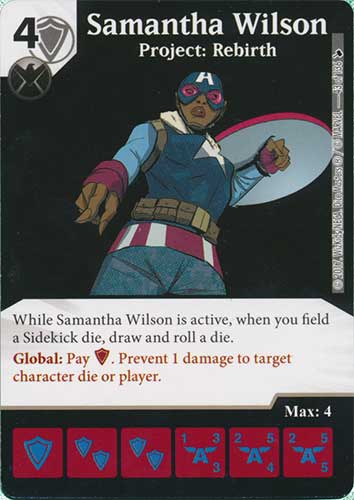 4
Samantha Wilson
Project: Rebirth
While Samantha Wilson is active, when you field
a Sidekick die, draw and roll a die.
Global: Pay . Prevent 1 damage to target
character die or player.
Max: 4
1 3 A 3
2 5 A 4
2 5 A 5